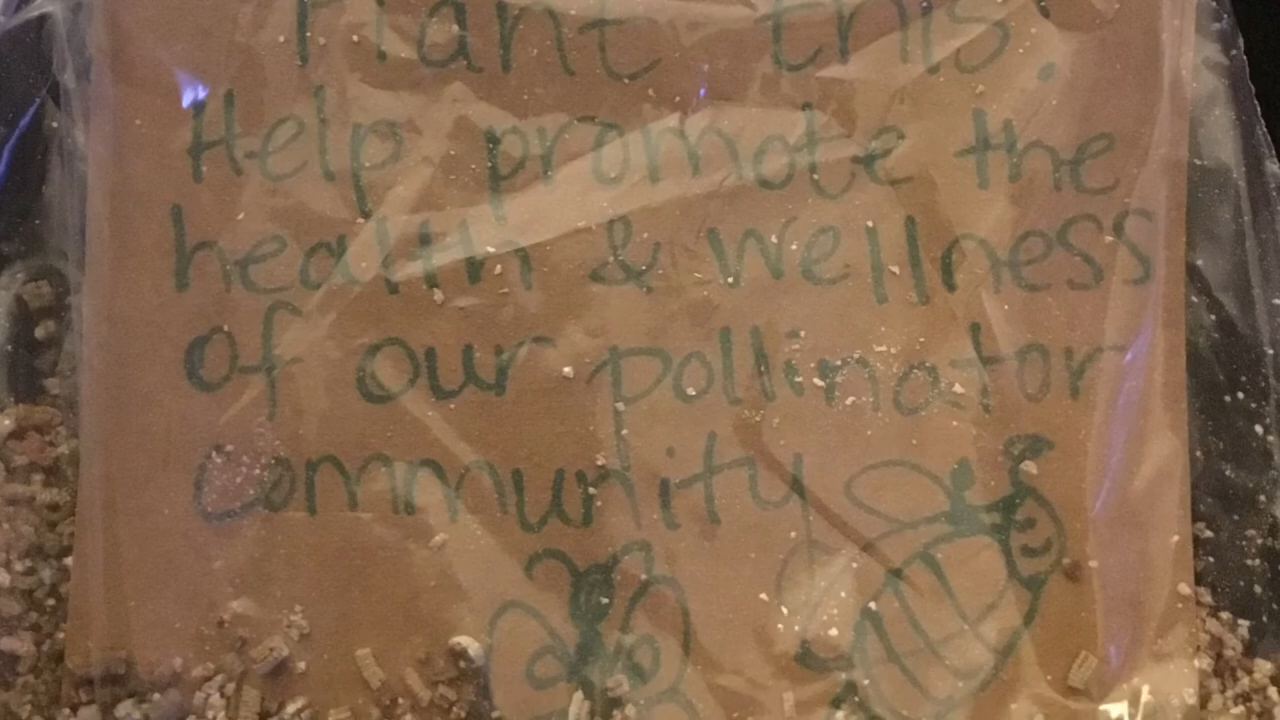 Plant this!
Help promote the
health & wellness
of our pollinator
community